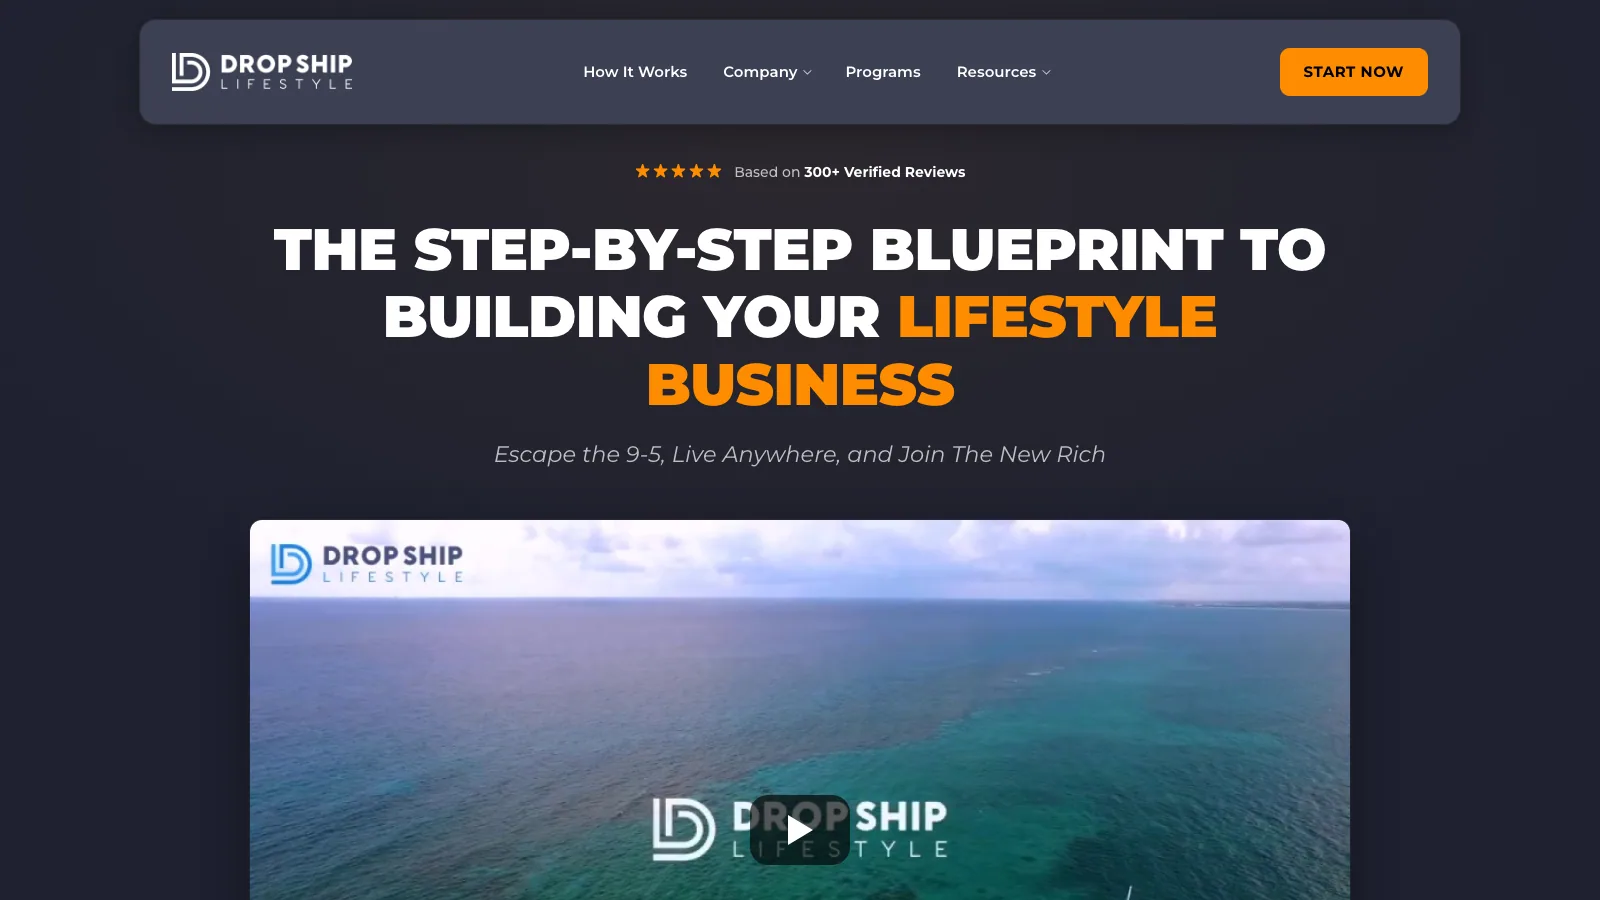 DROP SHIP
LIFESTYLE
How It Works
Company
Programs
Resources
START NOW
Based on 300+ Verified Reviews
THE STEP-BY-STEP BLUEPRINT TO
BUILDING YOUR LIFESTYLE
BUSINESS
Escape the 9-5, Live Anywhere, and Join The New Rich
DROP SHIP
LIFESTYLE
DROP SHIP
LIFESTYLE